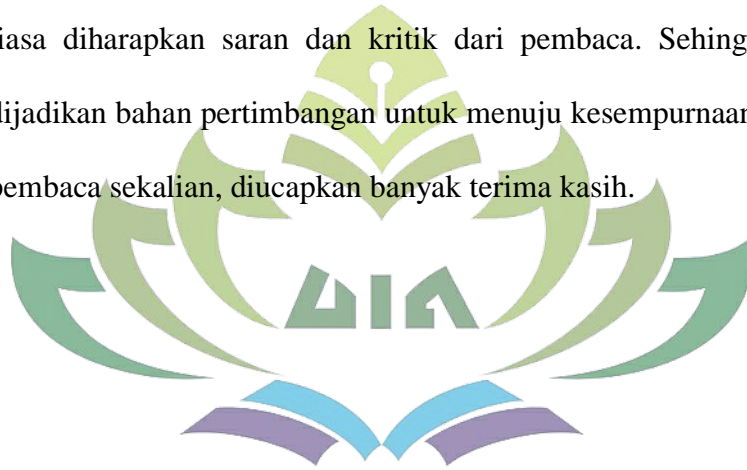 iasa diharapkan saran dan kritik dari pembaca. Sehing
dijadikan bahan pertimbangan untuk menuju kesempurnaan
pembaca sekalian, diucapkan banyak terima kasih.
UIN